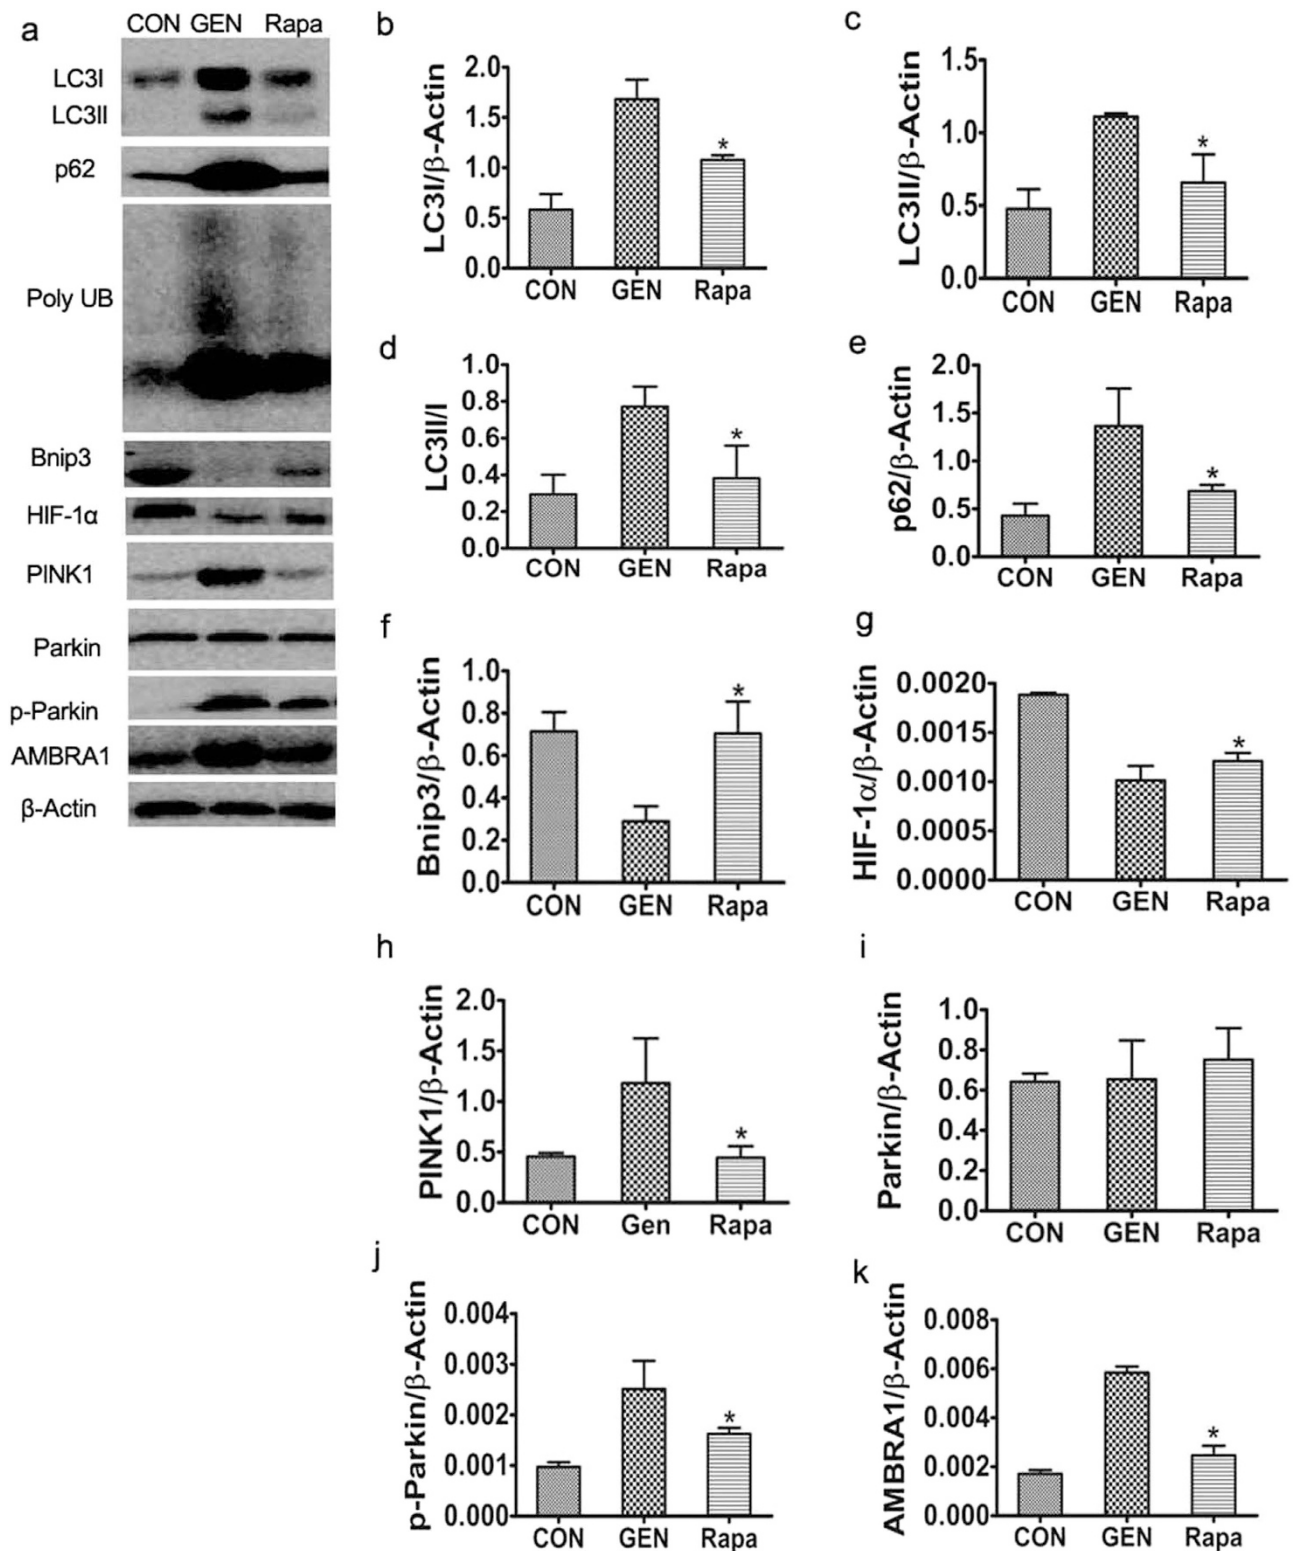 a
CON GEN Rapa
LC3I
LC3II
p62
Poly UB
Bnip3
HIF-1α
PINK1
Parkin
p-Parkin
AMBRA1
β-Actin
b
LC3I/β-Actin
2.0
1.5
1.0
0.5
0.0
*
CON GEN Rapa
c
LC3II/β-Actin
1.5
1.0
0.5
0.0
*
CON GEN Rapa
d
LC3II/I
1.0
0.8
0.6
0.4
0.2
0.0
*
CON GEN Rapa
e
p62/β-Actin
2.0
1.5
1.0
0.5
0.0
*
CON GEN Rapa
f
Bnip3/β-Actin
1.0
0.8
0.6
0.4
0.2
0.0
*
CON GEN Rapa
g
HIF-1α/β-Actin
0.0020
0.0015
0.0010
0.0005
0.0000
*
CON GEN Rapa
h
PINK1/β-Actin
2.0
1.5
1.0
0.5
0.0
*
CON Gen Rapa
i
Parkin/β-Actin
1.0
0.8
0.6
0.4
0.2
0.0
CON GEN Rapa
j
p-Parkin/β-Actin
0.004
0.003
0.002
0.001
0.000
*
CON GEN Rapa
k
AMBRA1/β-Actin
0.008
0.006
0.004
0.002
0.000
*
CON GEN Rapa